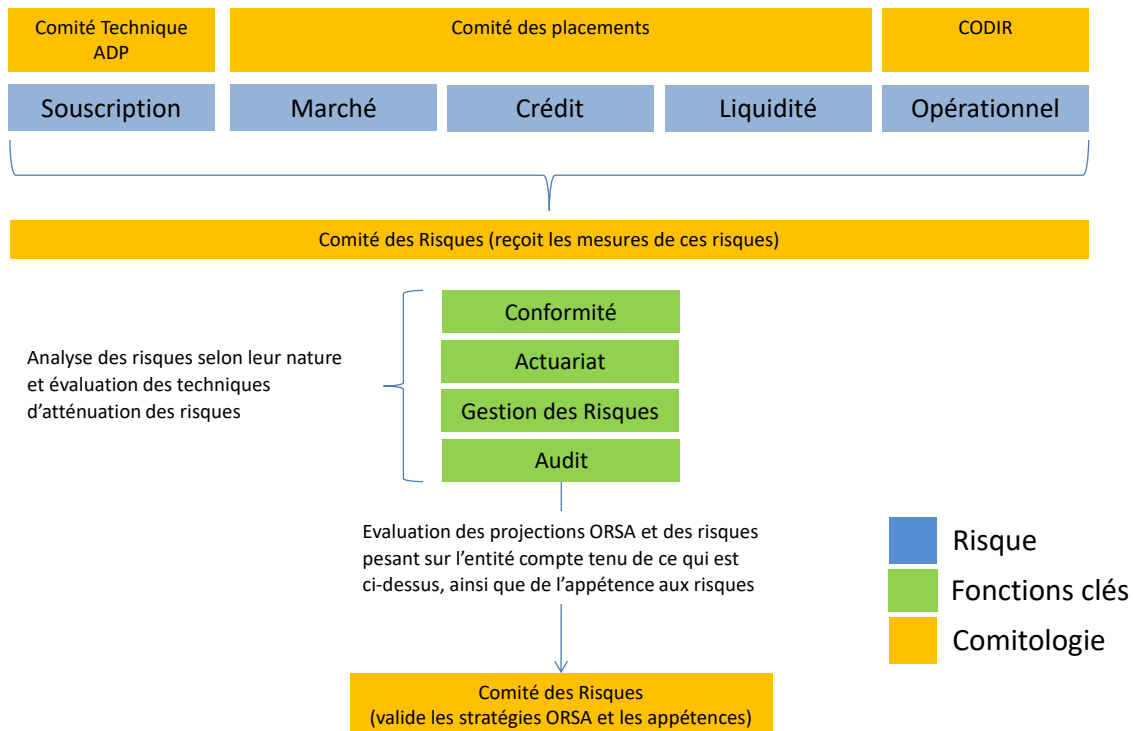 Comité Technique
ADP
Comité des placements
CODIR
Souscription
Marché
Crédit
Liquidité
Opérationnel
Comité des Risques (reçoit les mesures de ces risques)
Analyse des risques selon leur nature
et évaluation des techniques
d’atténuation des risques
Conformité
Actuariat
Gestion des Risques
Audit
Evaluation des projections ORSA et des risques
pesant sur l’entité compte tenu de ce qui est
ci-dessus, ainsi que de l’appétence aux risques
Risque
Fonctions clés
Comitologie
Comité des Risques
(valide les stratégies ORSA et les appétences)